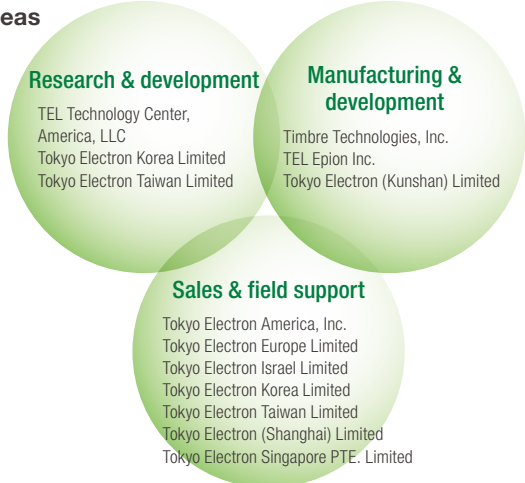 eas
Research & development
TEL Technology Center,
America, LLC
Tokyo Electron Korea Limited
Tokyo Electron Taiwan Limited
Manufacturing &
development
Timbre Technologies, Inc.
TEL Epion Inc.
Tokyo Electron (Kunshan) Limited
Sales & field support
Tokyo Electron America, Inc.
Tokyo Electron Europe Limited
Tokyo Electron Israel Limited
Tokyo Electron Korea Limited
Tokyo Electron Taiwan Limited
Tokyo Electron (Shanghai) Limited
Tokyo Electron Singapore PTE. Limited